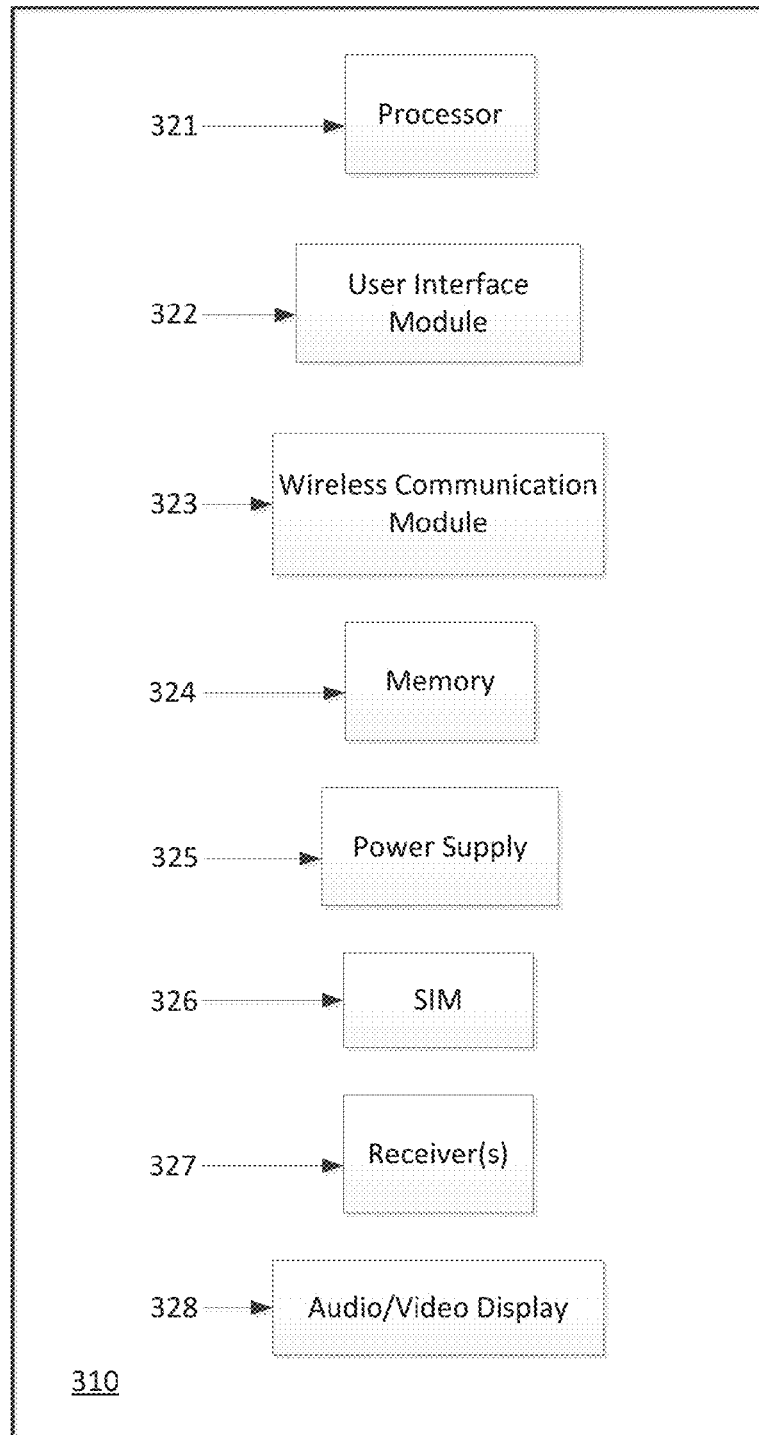 321
Processor
322
User Interface
Module
323
Wireless Communication
Module
324
Memory
325
Power Supply
326
SIM
327
Receiver(s)
328
Audio/Video Display
310